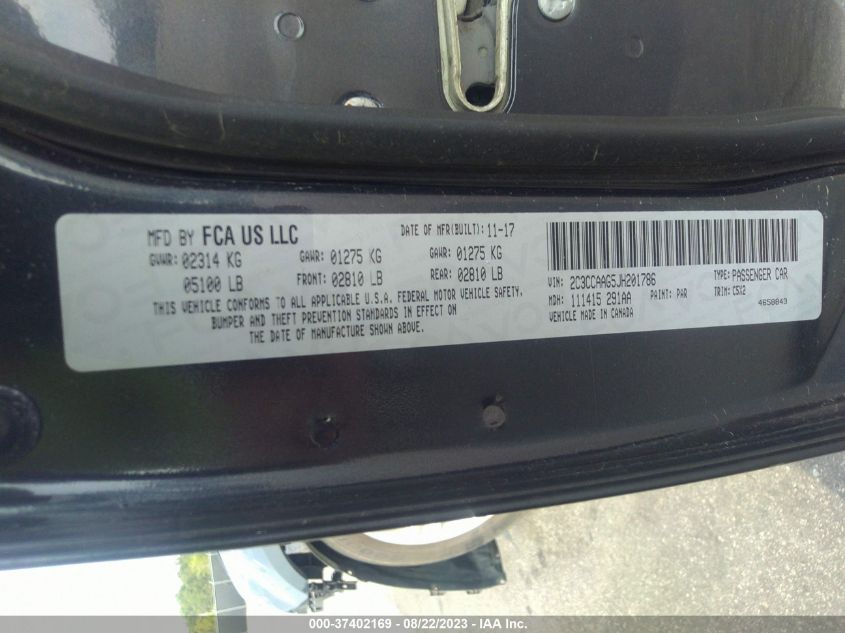 MFD BY FCA US LLC
DATE OF MFR(BUILT): 11-17
GVWR: 02314 KG GAWR: 01275 KG GAWR: 01275 KG
05100 LB FRONT: 02810 LB REAR: 02810 LB
THIS VEHICLE CONFORMS TO ALL APPLICABLE U.S.A. FEDERAL MOTOR VEHICLE SAFETY,
BUMPER AND THEFT PREVENTION STANDARDS IN EFFECT ON
THE DATE OF MANUFACTURE SHOWN ABOVE.
VIN: 2C3CCAAG5JH201786 TYPE: PASSENGER CAR
MDH: 111415 291AA PAINT: PAR TRIM: C5X2
VEHICLE MADE IN CANADA 4658843
000-37402169 - 08/22/2023 - IAA Inc.